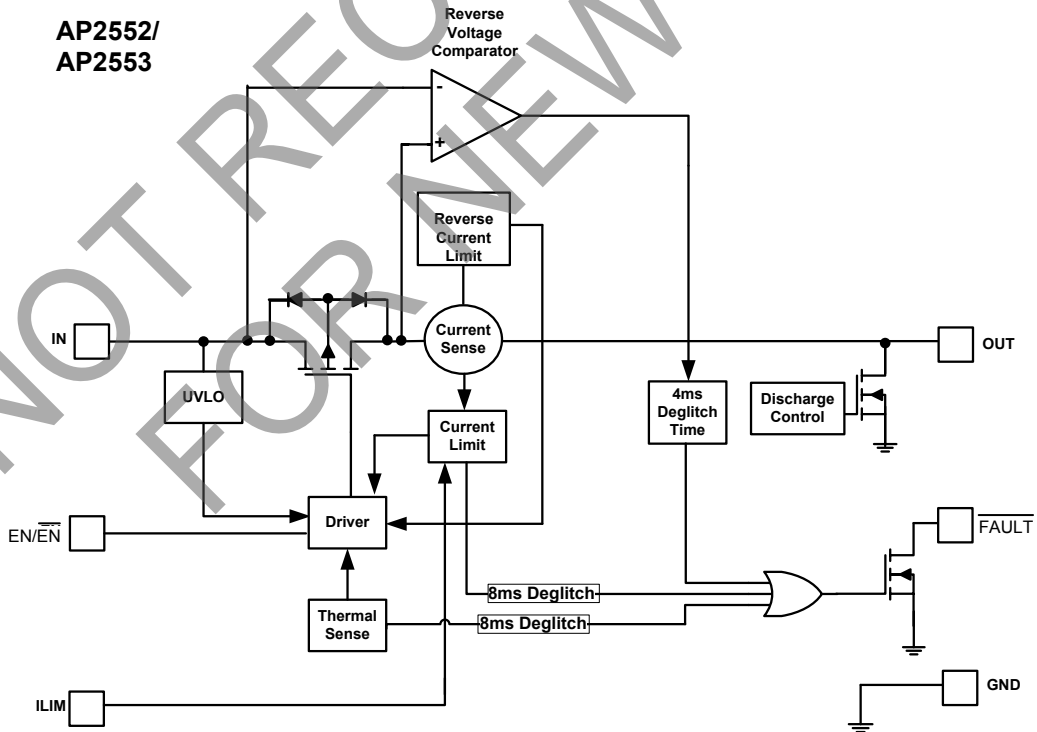 AP2552/
AP2553
Reverse
Voltage
Comparator
-
+
Reverse
Current
Limit
IN
Current
Sense
OUT
UVLO
4ms
Deglitch
Time
Discharge
Control
Current
Limit
EN/EN
Driver
FAULT
8ms Deglitch
8ms Deglitch
Thermal
Sense
ILIM
GND
NOT REC
FOR NEW